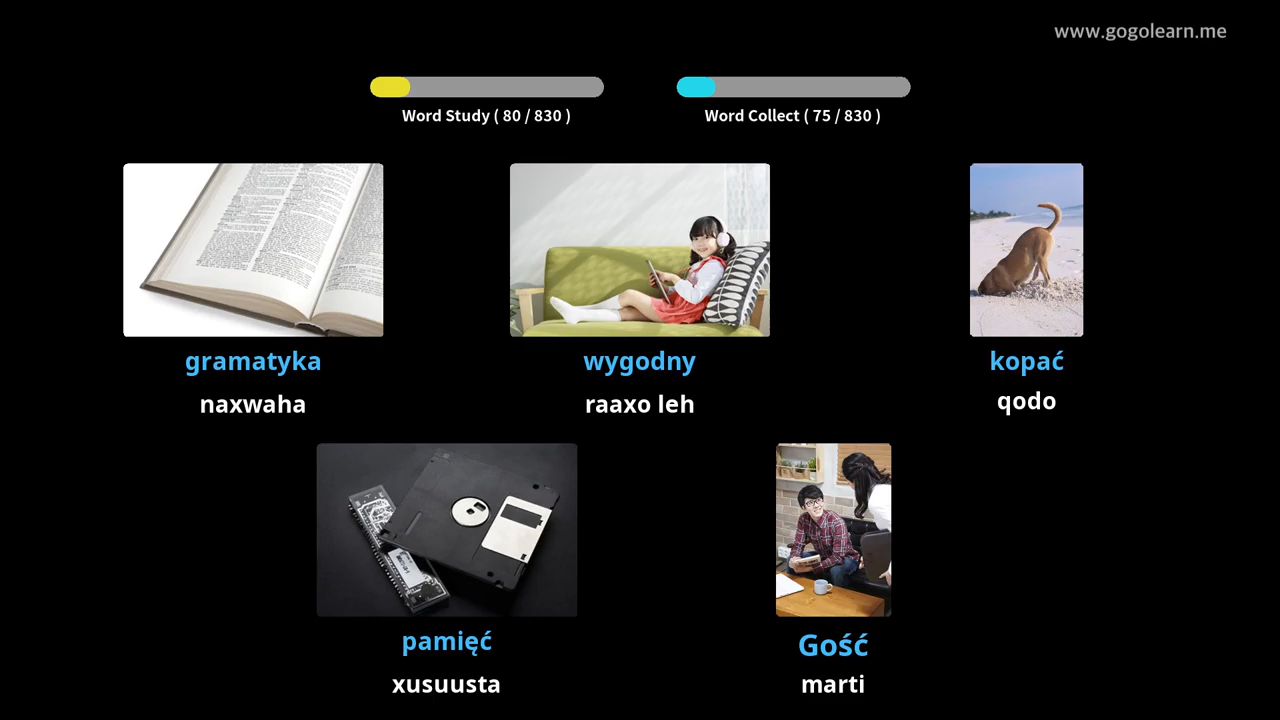 www.gogolearn.me
Word Study ( 80 / 830 )
Word Collect ( 75 / 830 )
gramatyka
naxwaha
wygodny
raaxo leh
kopać
qodo
pamięć
xusuusta
Gość
marti